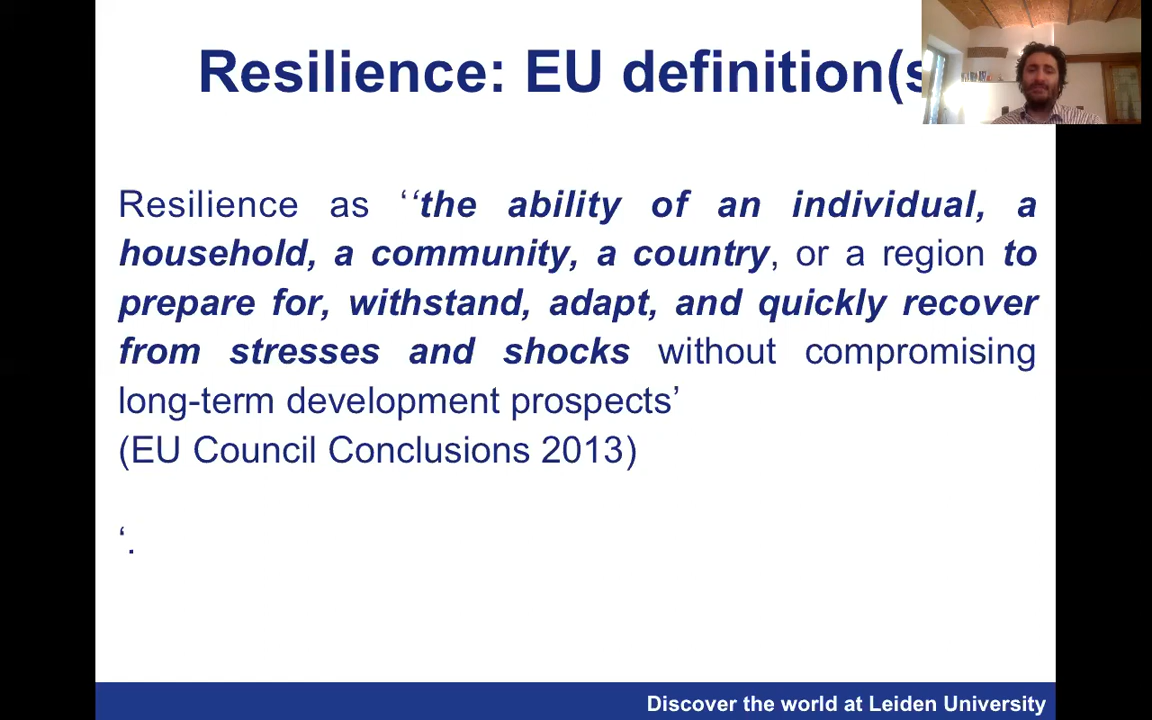 Resilience: EU definition(s
Resilience as ‘‘the ability of an individual, a
household, a community, a country, or a region to
prepare for, withstand, adapt, and quickly recover
from stresses and shocks without compromising
long-term development prospects’
(EU Council Conclusions 2013)
‘.
Discover the world at Leiden University